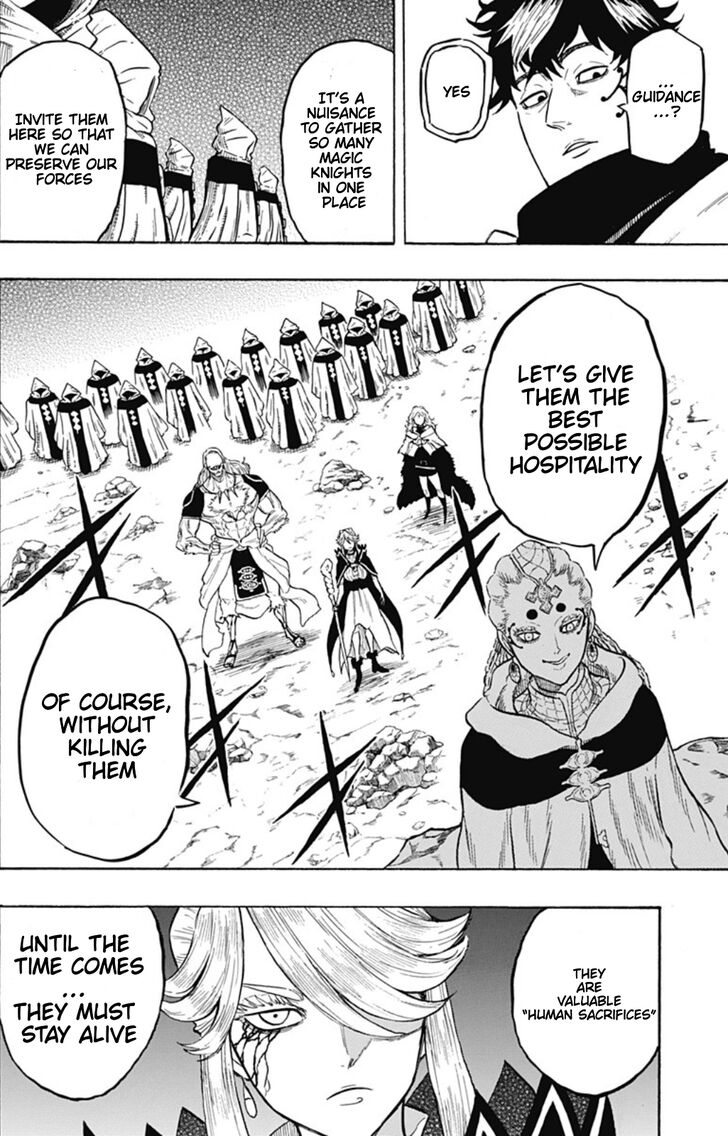 ...
GUIDANCE
...?
YES
IT'S A
NUISANCE
TO GATHER
SO MANY
MAGIC
KNIGHTS
IN ONE
PLACE
INVITE THEM
HERE SO THAT
WE CAN
PRESERVE OUR
FORCES
LET'S GIVE
THEM THE
BEST
POSSIBLE
HOSPITALITY
OF COURSE,
WITHOUT
KILLING
THEM
THEY
ARE
VALUABLE
"HUMAN SACRIFICES"
UNTIL THE
TIME COMES
...
THEY MUST
STAY ALIVE